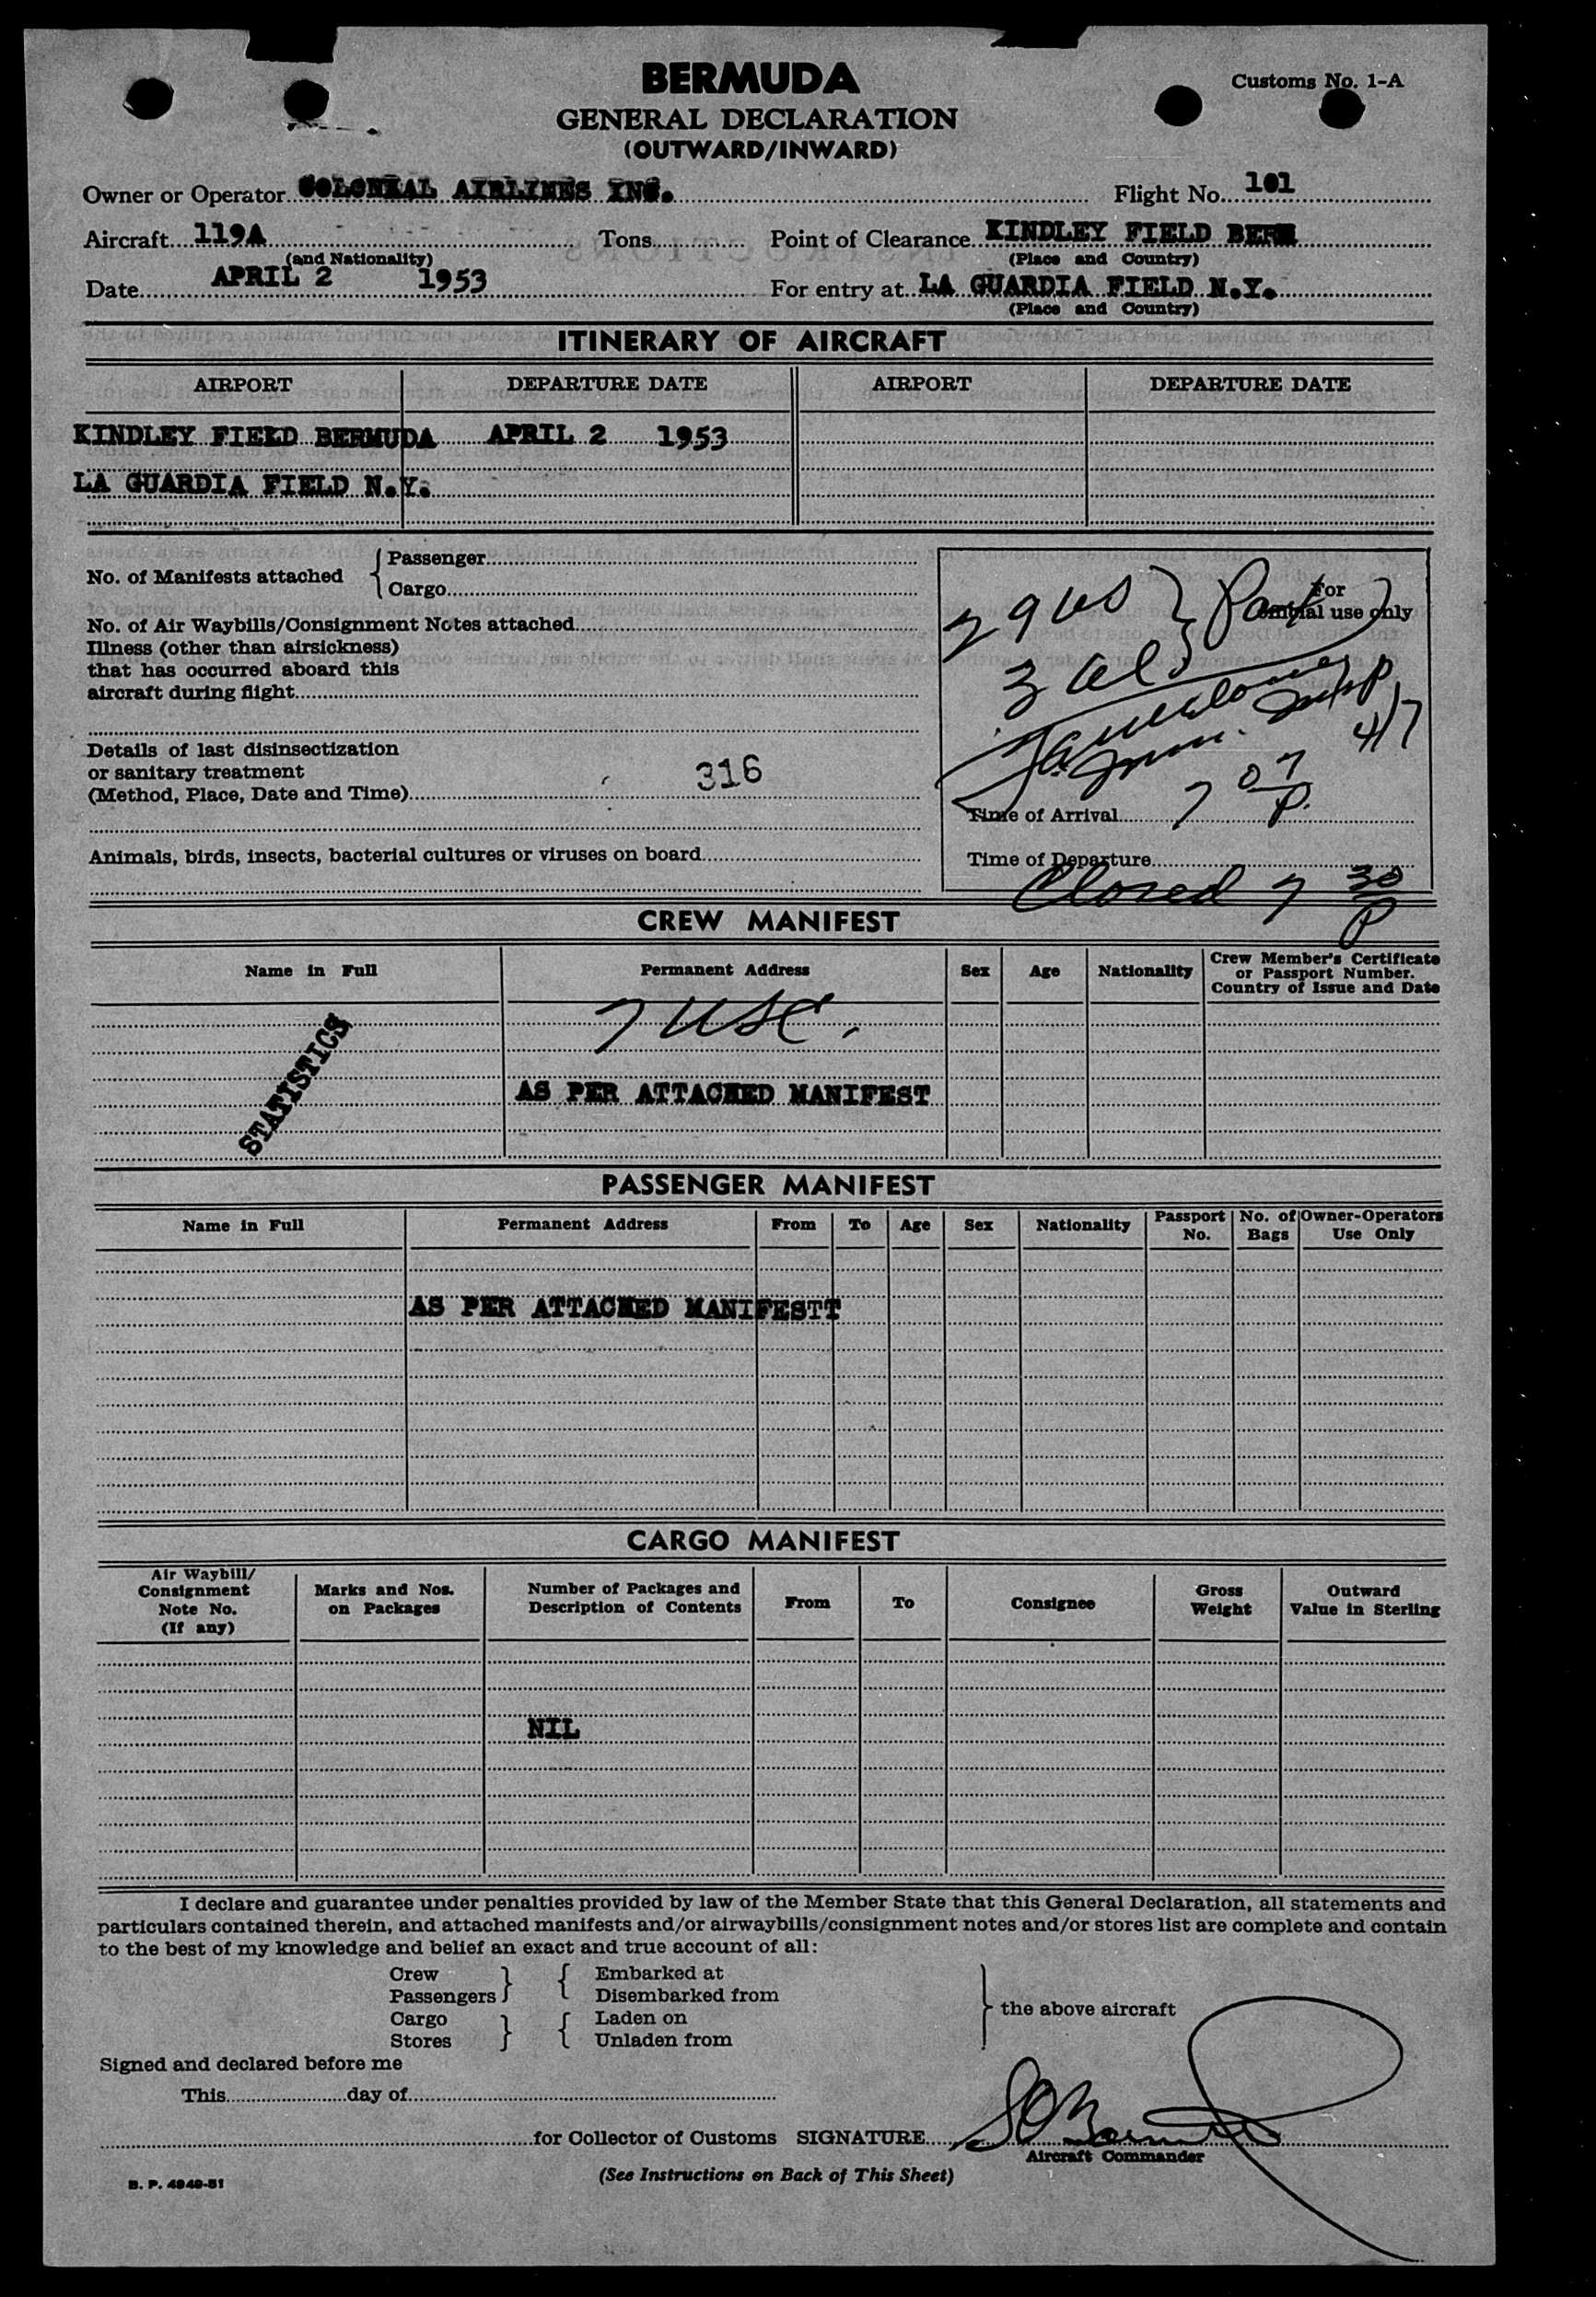 BERMUDA
Customs No. 1-A
GENERAL DECLARATION
(OUTWARD/INWARD)
Owner or Operator COLONIAL AIRLINES INC. Flight No. 101
Aircraft 119A Tons Point of Clearance KINDLEY FIELD BERM
(and Nationality) (Place and Country)
Date APRIL 2 1953 For entry at LA GUARDIA FIELD N.Y.
(Place and Country)
ITINERARY OF AIRCRAFT
AIRPORT DEPARTURE DATE AIRPORT DEPARTURE DATE
KINDLEY FIELD BERMUDA APRIL 2 1953
LA GUARDIA FIELD N.Y.
No. of Manifests attached { Passenger
Cargo
No. of Air Waybills/Consignment Notes attached
Illness (other than airsickness)
that has occurred aboard this
aircraft during flight
Details of last disinsectization
or sanitary treatment
(Method, Place, Date and Time) 316
Animals, birds, insects, bacterial cultures or viruses on board
For
official use only
29 US } Pax
3 al
Imm. Insp
4/7
Time of Arrival 7 07 P.
Time of Departure
Closed 7 30 P
CREW MANIFEST
Name in Full Permanent Address Sex Age Nationality Crew Member's Certificate
or Passport Number.
Country of Issue and Date
7 USC.
STATISTICS
AS PER ATTACHED MANIFEST
PASSENGER MANIFEST
Name in Full Permanent Address From To Age Sex Nationality Passport No. No. of Bags Owner-Operators Use Only
AS PER ATTACHED MANIFESTT
CARGO MANIFEST
Air Waybill/ Consignment Note No. (If any) Marks and Nos. on Packages Number of Packages and Description of Contents From To Consignee Gross Weight Outward Value in Sterling
NIL
I declare and guarantee under penalties provided by law of the Member State that this General Declaration, all statements and
particulars contained therein, and attached manifests and/or airwaybills/consignment notes and/or stores list are complete and contain
to the best of my knowledge and belief an exact and true account of all:
Crew } { Embarked at
Passengers Disembarked from
Cargo } { Laden on
Stores Unladen from
} the above aircraft
Signed and declared before me
This day of
for Collector of Customs SIGNATURE
Aircraft Commander
B. P. 4840-51
(See Instructions on Back of This Sheet)